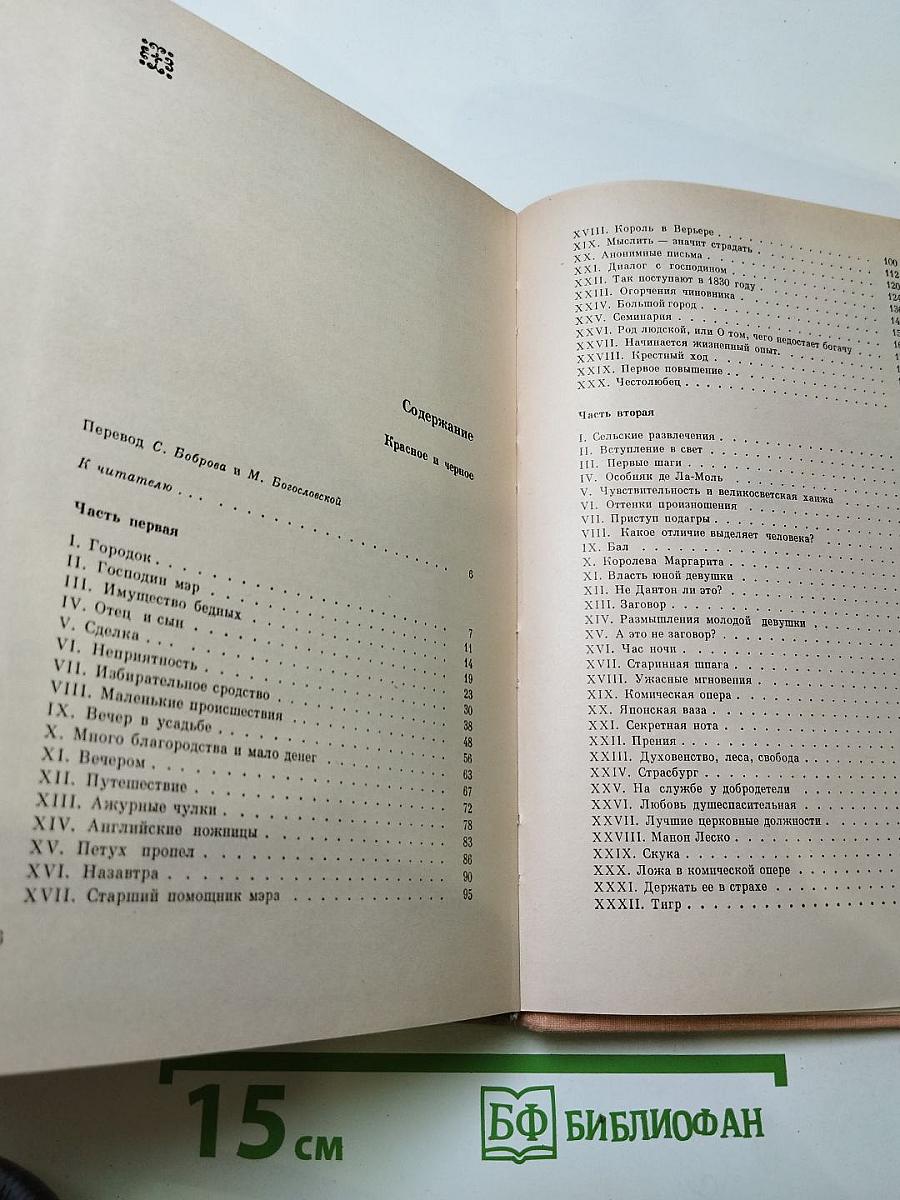 Содержание
Красное и черное
Перевод С. Боброва и М. Богословской
К читателю . . . 6
Часть первая
I. Городок . . . 7
II. Господин мэр . . . 11
III. Имущество бедных . . . 14
IV. Отец и сын . . . 19
V. Сделка . . . 23
VI. Неприятность . . . 30
VII. Избирательное сродство . . . 38
VIII. Маленькие происшествия . . . 48
IX. Вечер в усадьбе . . . 56
X. Много благородства и мало денег . . . 63
XI. Вечером . . . 67
XII. Путешествие . . . 72
XIII. Ажурные чулки . . . 78
XIV. Английские ножницы . . . 83
XV. Петух пропел . . . 86
XVI. Назавтра . . . 90
XVII. Старший помощник мэра . . . 95
XVIII. Король в Верьере . . . 100
XIX. Мыслить — значит страдать . . . 112
XX. Анонимные письма . . . 120
XXI. Диалог с господином . . . 124
XXII. Так поступают в 1830 году . . .
XXIII. Огорчения чиновника . . .
XXIV. Большой город . . .
XXV. Семинария . . .
XXVI. Род людской, или О том, чего недостает богачу . . .
XXVII. Начинается жизненный опыт.
XXVIII. Крестный ход . . .
XXIX. Первое повышение . . .
XXX. Честолюбец . . .
Часть вторая
I. Сельские развлечения . . .
II. Вступление в свет . . .
III. Первые шаги . . .
IV. Особняк де Ла-Моль . . .
V. Чувствительность и великосветская ханжа
VI. Оттенки произношения . . .
VII. Приступ подагры . . .
VIII. Какое отличие выделяет человека? . . .
IX. Бал . . .
X. Королева Маргарита . . .
XI. Власть юной девушки . . .
XII. Не Дантон ли это? . . .
XIII. Заговор . . .
XIV. Размышления молодой девушки . . .
XV. А это не заговор? . . .
XVI. Час ночи . . .
XVII. Старинная шпага . . .
XVIII. Ужасные мгновения . . .
XIX. Комическая опера . . .
XX. Японская ваза . . .
XXI. Секретная нота . . .
XXII. Прения . . .
XXIII. Духовенство, леса, свобода . . .
XXIV. Страсбург . . .
XXV. На службе у добродетели . . .
XXVI. Любовь душеспасительная . . .
XXVII. Лучшие церковные должности . . .
XXVIII. Манон Леско . . .
XXIX. Скука . . .
XXX. Ложа в комической опере . . .
XXXI. Держать ее в страхе . . .
XXXII. Тигр . . .
15 см
БФ БИБЛИОФАН